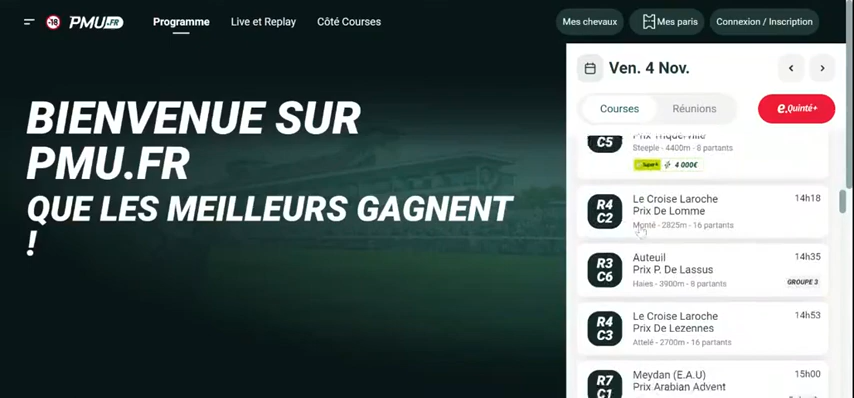 -18 PMU.FR Programme Live et Replay Côté Courses Mes chevaux Mes paris Connexion / Inscription
BIENVENUE SUR
PMU.FR
QUE LES MEILLEURS GAGNENT
!
Ven. 4 Nov.
Courses Réunions e.Quinté+
C5
Prix Triquerville
Steeple - 4400m - 8 partants
4 000€
R4 C2
Le Croise Laroche 14h18
Prix De Lomme
Monté - 2825m - 16 partants
R3 C6
Auteuil 14h35
Prix P. De Lassus
Haies - 3900m - 8 partants GROUPE 3
R4 C3
Le Croise Laroche 14h53
Prix De Lezennes
Attelé - 2700m - 16 partants
R7 C1
Meydan (E.A.U) 15h00
Prix Arabian Advent